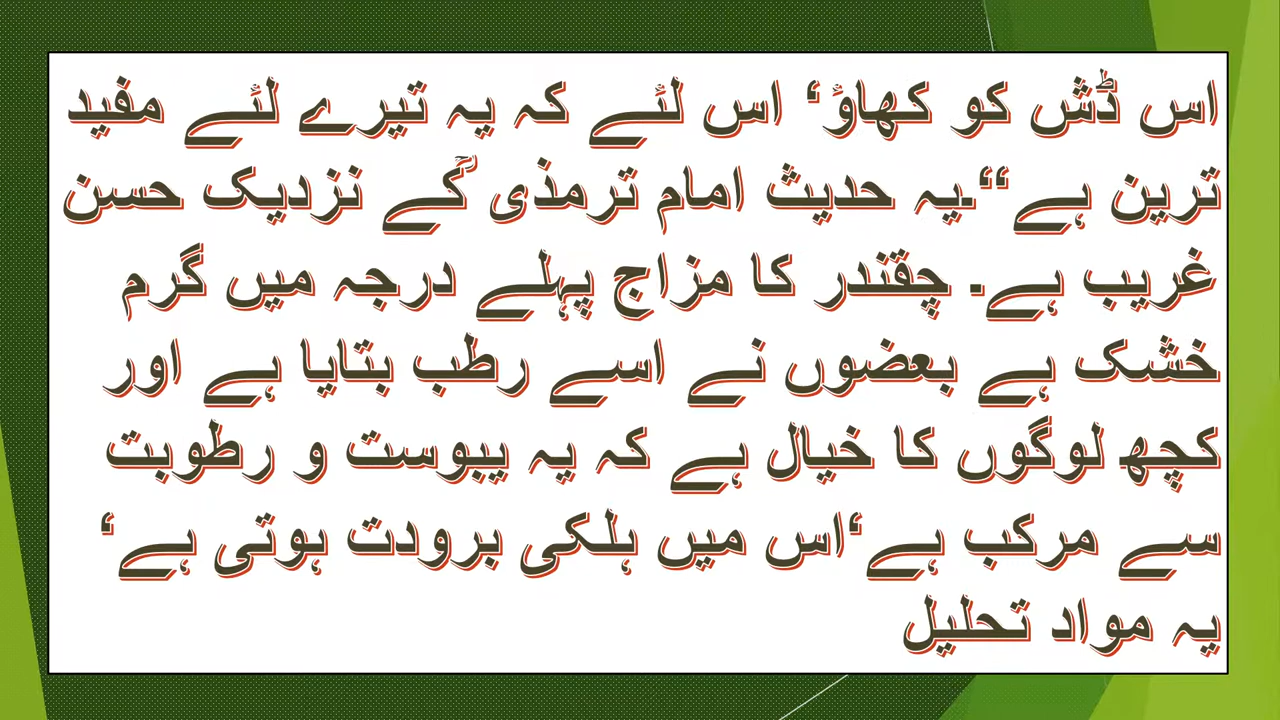 اس ڈش کو کھاؤ‘ اس لئے کہ یہ تیرے لئے مفید
ترین ہے‘‘.یہ حدیث امام ترمذی ؒکے نزدیک حسن
غریب ہے. چقندر کا مزاج پہلے درجہ میں گرم
خشک ہے بعضوں نے اسے رطب بتایا ہے اور
کچھ لوگوں کا خیال ہے کہ یہ یبوست و رطوبت
سے مرکب ہے‘اس میں ہلکی برودت ہوتی ہے‘
یہ مواد تحلیل